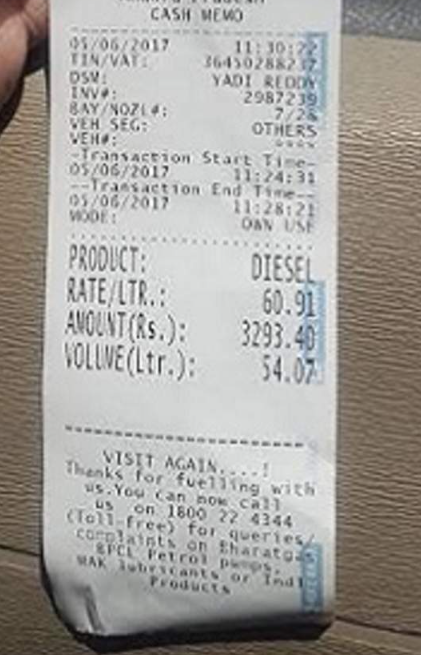 CASH MEMO
05/06/2017 11:30:22
TIN/VAT: 36450288237
DSM: YADI REDDY
INV#: 2987239
BAY/NOZL#: 7/26
VEH SEG: OTHERS
VEH#: ****
-Transaction Start Time-
05/06/2017 11:24:31
--Transaction End Time--
05/06/2017 11:28:21
MODE: OWN USE
PRODUCT: DIESEL
RATE/LTR.: 60.91
AMOUNT(Rs.): 3293.40
VOLUME(Ltr.): 54.07
VISIT AGAIN....!
Thanks for fuelling with
us.You can now call
us on 1800 22 4344
(Toll-free) for queries/
complaints on Bharatgas
BPCL Petrol pumps,
MAK lubricants or Indl
Products